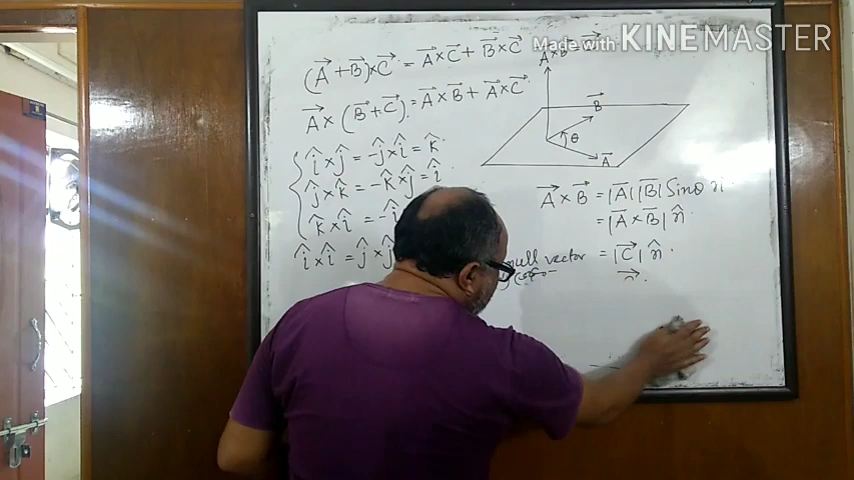 (A⃗ + B⃗) × C⃗ = A⃗ × C⃗ + B⃗ × C⃗
A⃗ × (B⃗ + C⃗) = A⃗ × B⃗ + A⃗ × C⃗
î × ĵ = -ĵ × î = k̂
ĵ × k̂ = -k̂ × ĵ = î
k̂ × î = -î
î × î = ĵ × ĵ
null vector
Made with KINEMASTER
A⃗ × B⃗ =
B⃗
θ
A⃗
A⃗ × B⃗ = |A⃗| |B⃗| Sinθ n̂
= |A⃗ × B⃗| n̂
= |C⃗| n̂.